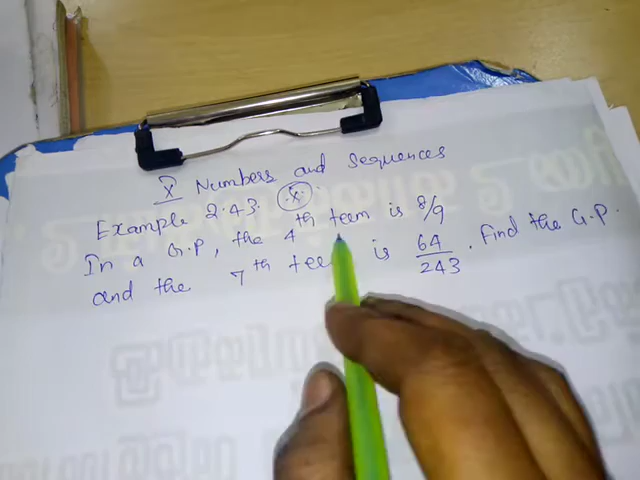 X Numbers and Sequences
Example 2.43.
In a G.P, the 4th term is 8/9
and the 7th is 64/243. Find the G.P.